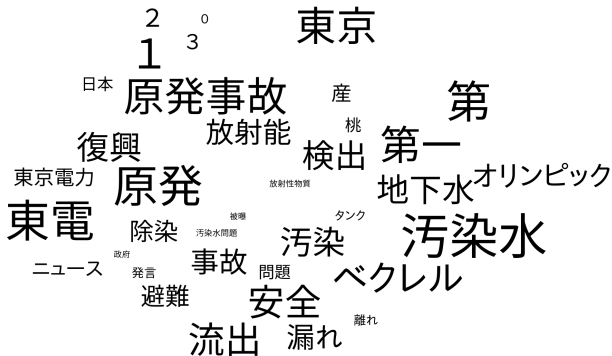 2
0
東京
1
3
日本
原発事故
産
第
放射能
桃
復興
検出
第一
東京電力
原発
放射性物質
地下水
オリンピック
東電
除染
被曝
汚染水問題
タンク
汚染
汚染水
政府
ニュース
発言
事故
問題
ベクレル
避難
安全
流出
漏れ
離れ